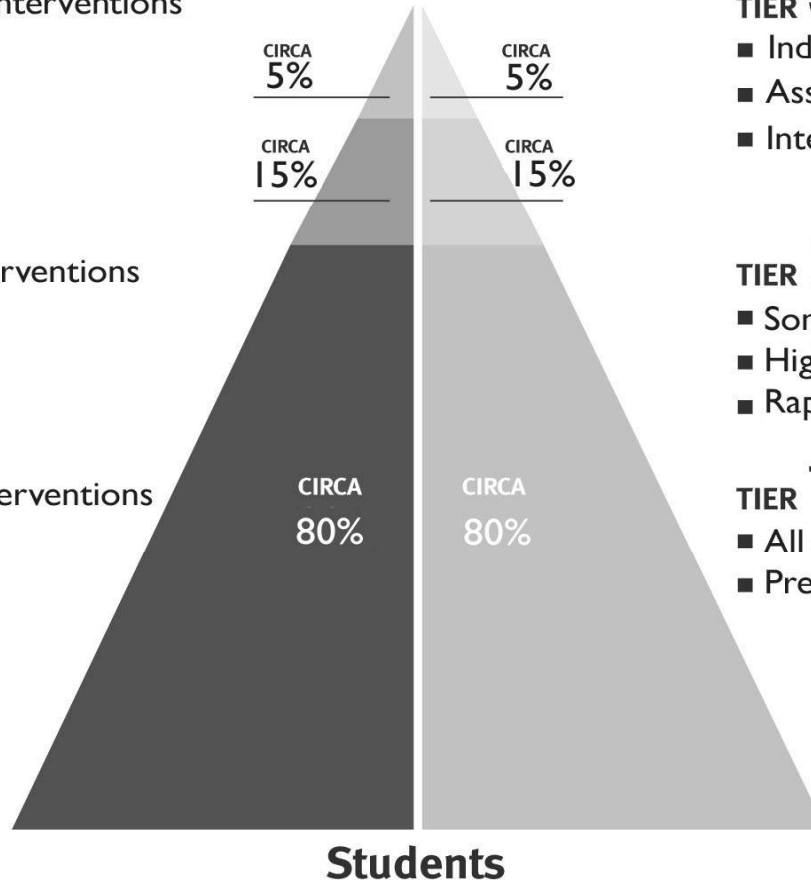 TIER
CIRCA
5%
CIRCA
5%
Ind
Ass
Inte
CIRCA
15%
CIRCA
15%
rventions
TIER
Son
Hig
Rap
erventions
CIRCA
80%
CIRCA
80%
TIER
All
Pre
Students